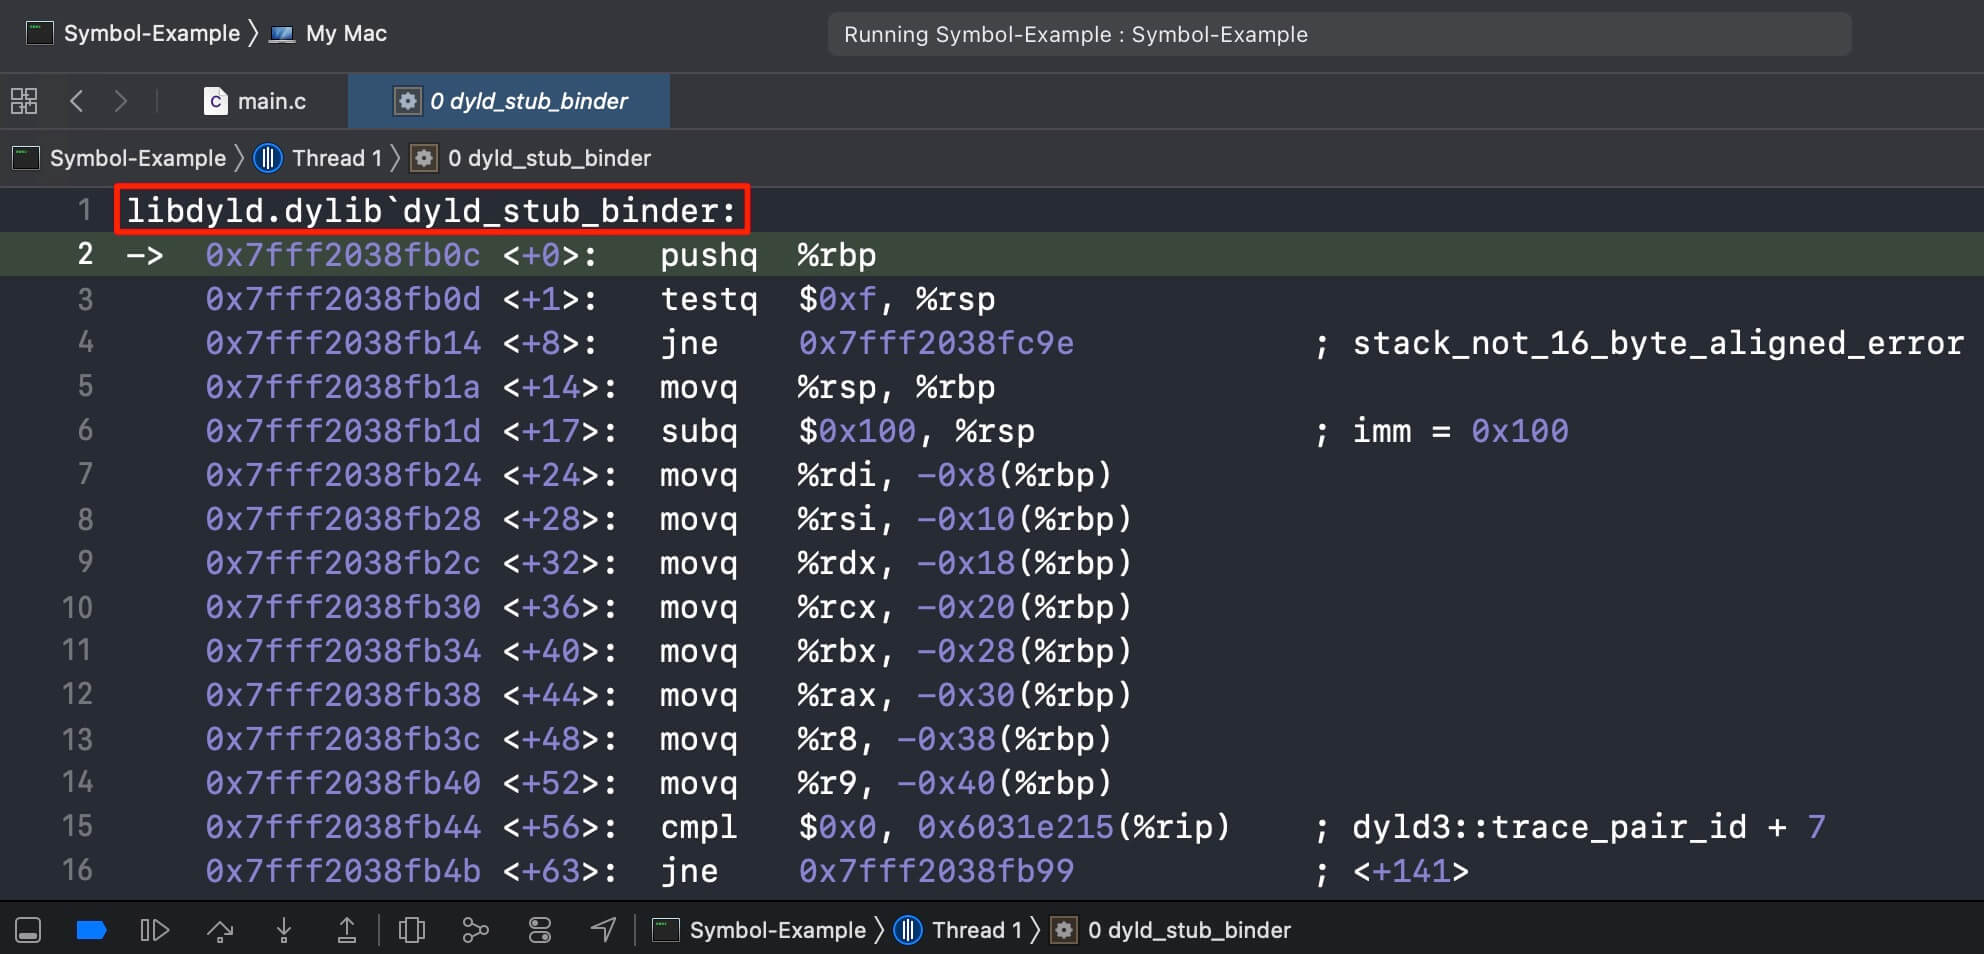 Symbol-Example 〉 My Mac
Running Symbol-Example : Symbol-Example
main.c
0 dyld_stub_binder
Symbol-Example 〉 Thread 1 〉 0 dyld_stub_binder
1 libdyld.dylib`dyld_stub_binder:
2 -> 0x7fff2038fb0c <+0>: pushq %rbp
3 0x7fff2038fb0d <+1>: testq $0xf, %rsp
4 0x7fff2038fb14 <+8>: jne 0x7fff2038fc9e ; stack_not_16_byte_aligned_error
5 0x7fff2038fb1a <+14>: movq %rsp, %rbp
6 0x7fff2038fb1d <+17>: subq $0x100, %rsp ; imm = 0x100
7 0x7fff2038fb24 <+24>: movq %rdi, -0x8(%rbp)
8 0x7fff2038fb28 <+28>: movq %rsi, -0x10(%rbp)
9 0x7fff2038fb2c <+32>: movq %rdx, -0x18(%rbp)
10 0x7fff2038fb30 <+36>: movq %rcx, -0x20(%rbp)
11 0x7fff2038fb34 <+40>: movq %rbx, -0x28(%rbp)
12 0x7fff2038fb38 <+44>: movq %rax, -0x30(%rbp)
13 0x7fff2038fb3c <+48>: movq %r8, -0x38(%rbp)
14 0x7fff2038fb40 <+52>: movq %r9, -0x40(%rbp)
15 0x7fff2038fb44 <+56>: cmpl $0x0, 0x6031e215(%rip) ; dyld3::trace_pair_id + 7
16 0x7fff2038fb4b <+63>: jne 0x7fff2038fb99 ; <+141>
Symbol-Example 〉 Thread 1 〉 0 dyld_stub_binder